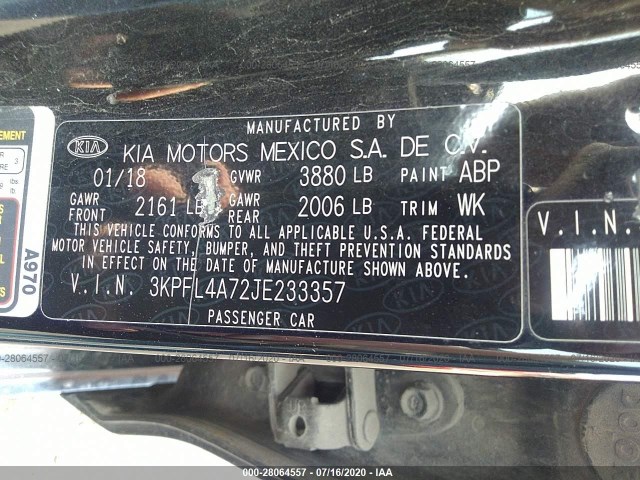 MANUFACTURED BY
KIA KIA MOTORS MEXICO S.A. DE C.V.
01/18 GVWR 3880 LB PAINT ABP
GAWR FRONT 2161 LB GAWR REAR 2006 LB TRIM WK
THIS VEHICLE CONFORMS TO ALL APPLICABLE U.S.A. FEDERAL
MOTOR VEHICLE SAFETY, BUMPER, AND THEFT PREVENTION STANDARDS
IN EFFECT ON THE DATE OF MANUFACTURE SHOWN ABOVE.
V.I.N. 3KPFL4A72JE233357
PASSENGER CAR
A970
V.I.N.
000-28064557 - 07/16/2020 - IAA